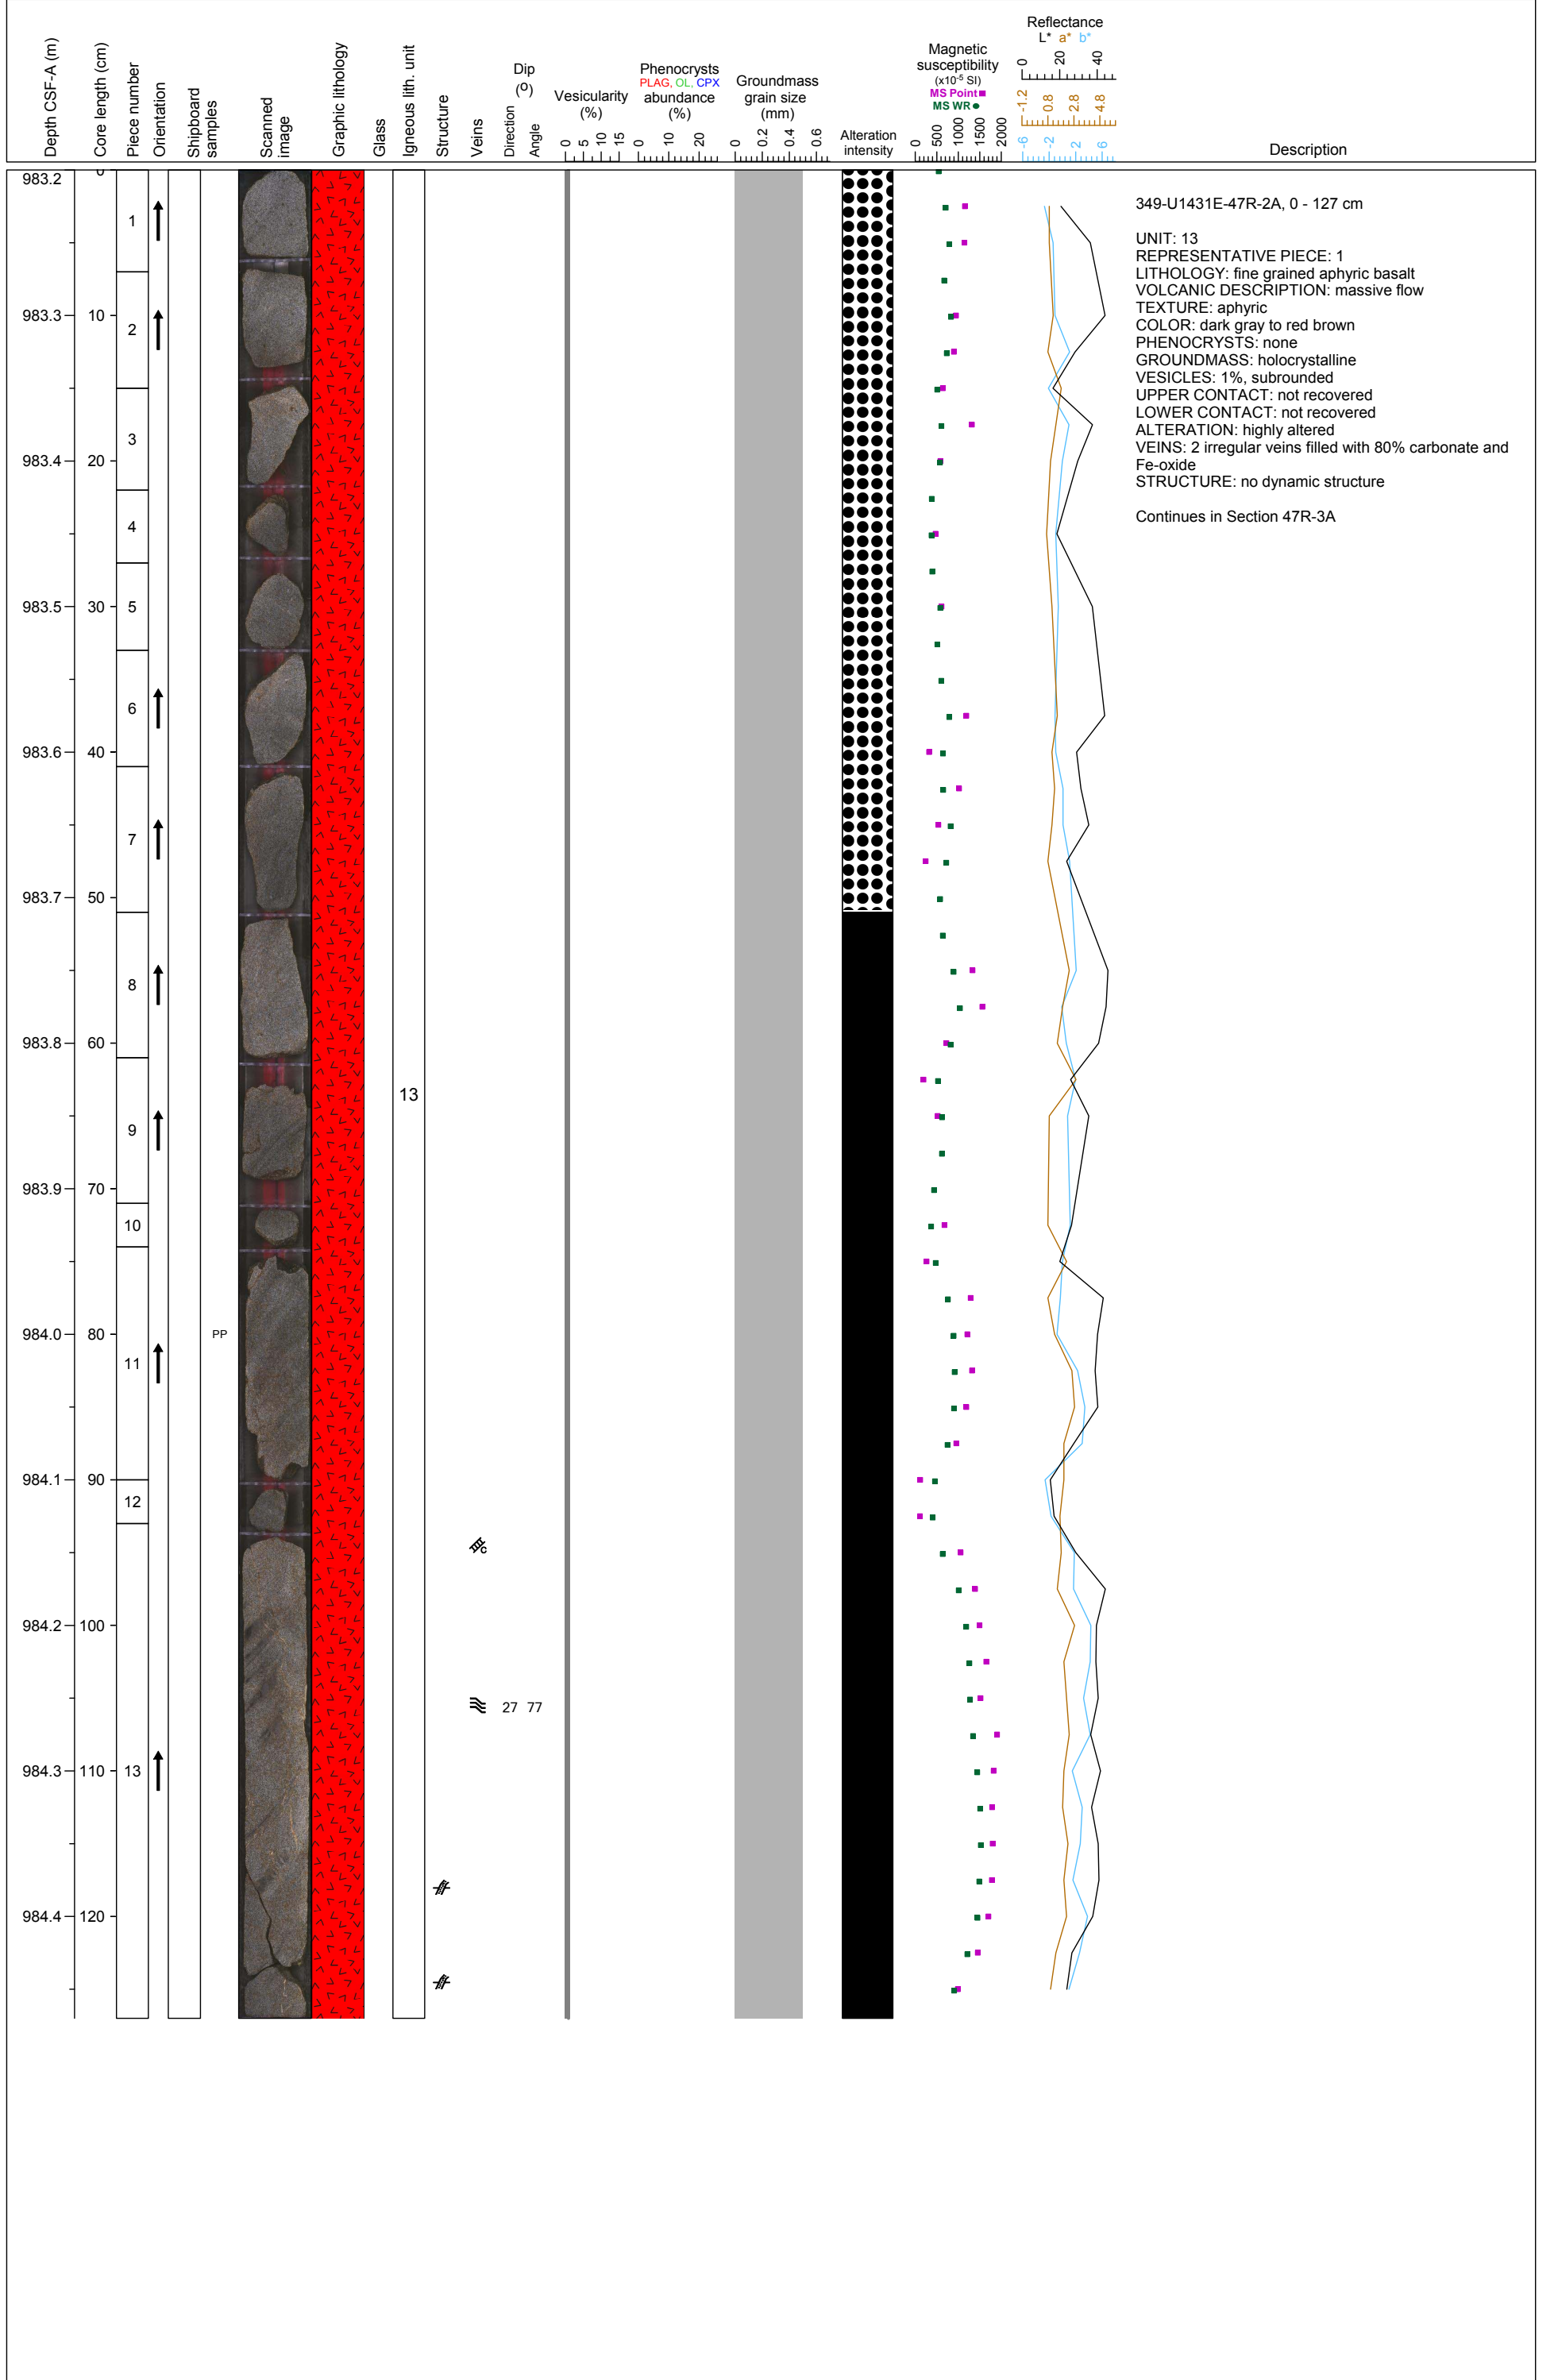 Depth CSF-A (m)
Core length (cm)
Piece number
Orientation
Shipboard
samples
Scanned
image
Graphic lithology
Glass
Igneous lith. unit
Structure
Veins
Dip
(o)
Direction
Angle
Vesicularity
(%)
0 5 10 15
Phenocrysts
PLAG, OL, CPX
abundance
(%)
0 10 20
Groundmass
grain size
(mm)
0 0.2 0.4 0.6
Alteration
intensity
Magnetic
susceptibility
(x10-5 SI)
MS Point
MS WR
0 500 1000 1500 2000
Reflectance
L* a* b*
0 20 40
-1.2 0.8 2.8 4.8
-6 -2 2 6
Description
983.2
983.3
983.4
983.5
983.6
983.7
983.8
983.9
984.0
984.1
984.2
984.3
984.4
0
10
20
30
40
50
60
70
80
90
100
110
120
1
2
3
4
5
6
7
8
9
10
11
12
13
PP
13
c
27 77
349-U1431E-47R-2A, 0 - 127 cm
UNIT: 13
REPRESENTATIVE PIECE: 1
LITHOLOGY: fine grained aphyric basalt
VOLCANIC DESCRIPTION: massive flow
TEXTURE: aphyric
COLOR: dark gray to red brown
PHENOCRYSTS: none
GROUNDMASS: holocrystalline
VESICLES: 1%, subrounded
UPPER CONTACT: not recovered
LOWER CONTACT: not recovered
ALTERATION: highly altered
VEINS: 2 irregular veins filled with 80% carbonate and
Fe-oxide
STRUCTURE: no dynamic structure
Continues in Section 47R-3A